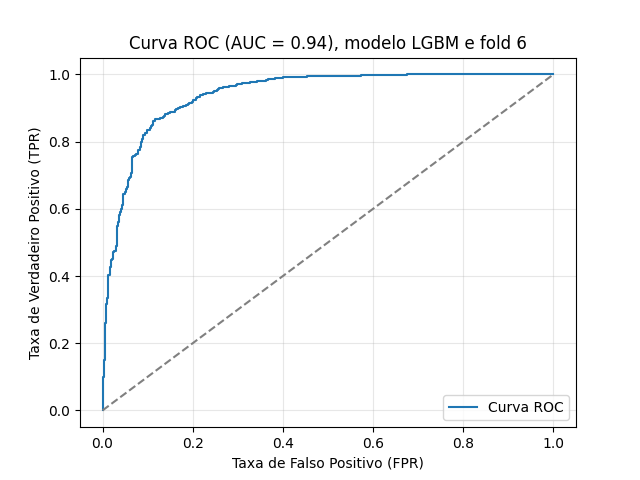 Curva ROC (AUC = 0.94), modelo LGBM e fold 6
Taxa de Verdadeiro Positivo (TPR)
1.0
0.8
0.6
0.4
0.2
0.0
Curva ROC
0.0 0.2 0.4 0.6 0.8 1.0
Taxa de Falso Positivo (FPR)